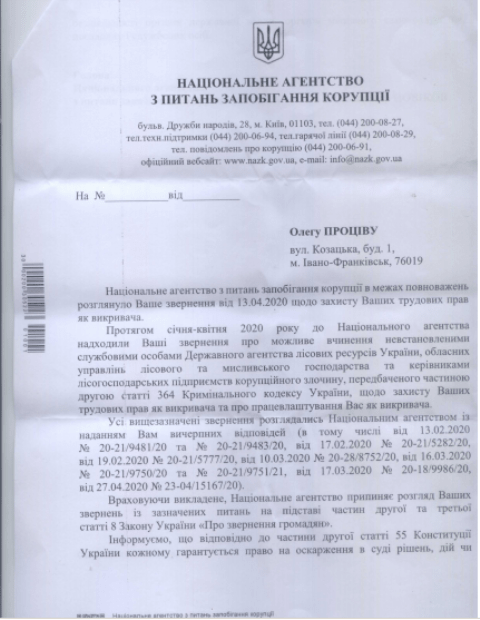 НАЦІОНАЛЬНЕ АГЕНТСТВО
З ПИТАНЬ ЗАПОБІГАННЯ КОРУПЦІЇ
бульв. Дружби народів, 28, м. Київ, 01103, тел. (044) 200-08-27,
тел.техн.підтримки (044) 200-06-94, тел.гарячої лінії (044) 200-08-29,
тел. повідомлень про корупцію (044) 200-06-91,
офіційний вебсайт: www.nazk.gov.ua, e-mail: info@nazk.gov.ua
На №____________від__________
Олегу ПРОЦІВУ
вул. Козацька, буд. 1,
м. Івано-Франківськ, 76019
Національне агентство з питань запобігання корупції в межах повноважень
розглянуло Ваше звернення від 13.04.2020 щодо захисту Ваших трудових прав
як викривача.
Протягом січня-квітня 2020 року до Національного агентства
надходили Ваші звернення про можливе вчинення невстановленими
службовими особами Державного агентства лісових ресурсів України, обласних
управлінь лісового та мисливського господарства та керівниками
лісогосподарських підприємств корупційного злочину, передбаченого частиною
другою статті 364 Кримінального кодексу України, щодо захисту Ваших
трудових прав як викривача та про працевлаштування Вас як викривача.
Усі вищезазначені звернення розглядались Національним агентством із
наданням Вам вичерпних відповідей (в тому числі від 13.02.2020
№ 20-21/9481/20 та № 20-21/9483/20, від 17.02.2020 № 20-21/5282/20,
від 19.02.2020 № 20-21/5777/20, від 10.03.2020 № 20-28/8752/20, від 16.03.2020
№ 20-21/9750/20 та № 20-21/9751/21, від 17.03.2020 № 20-18/9986/20,
від 27.04.2020 № 23-04/15167/20).
Враховуючи викладене, Національне агентство припиняє розгляд Ваших
звернень із зазначених питань на підставі частин другої та третьої
статті 8 Закону України «Про звернення громадян».
Інформуємо, що відповідно до частини другої статті 55 Конституції
України кожному гарантується право на оскарження в суді рішень, дій чи
Національне агентство з питань запобігання корупції